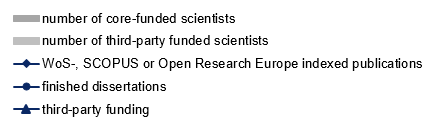 number of core-funded scientists
number of third-party funded scientists
WoS-, SCOPUS or Open Research Europe indexed publications
finished dissertations
third-party funding